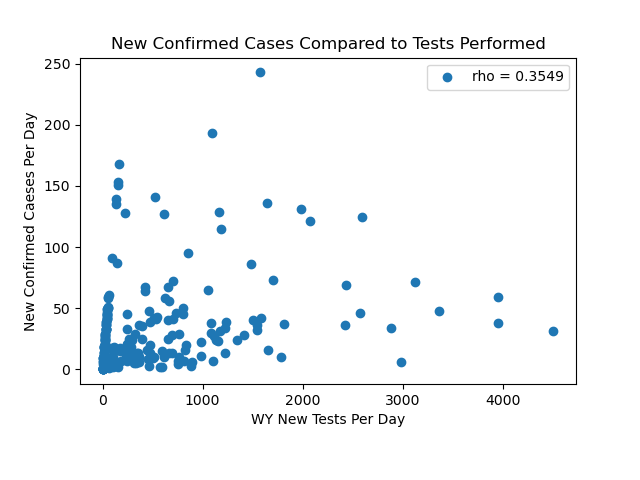 New Confirmed Cases Compared to Tests Performed
rho = 0.3549
New Confirmed Caeses Per Day
250
200
150
100
50
0
0 1000 2000 3000 4000
WY New Tests Per Day